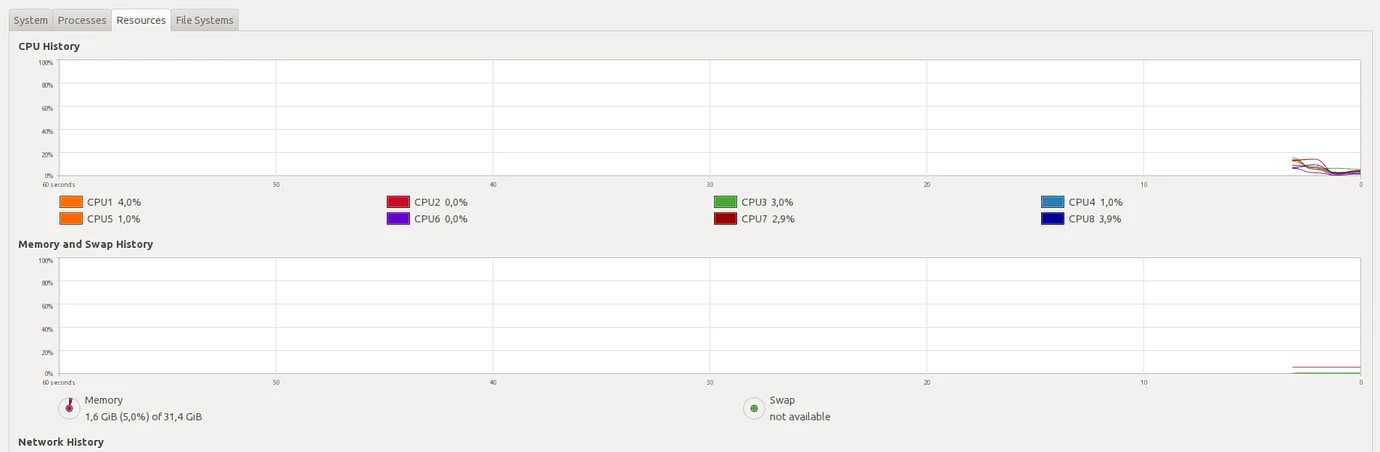 System Processes Resources File Systems
CPU History
100%
80%
60%
40%
20%
0%
60 seconds 50 40 30 20 10 0
CPU1 4,0% CPU2 0,0% CPU3 3,0% CPU4 1,0%
CPU5 1,0% CPU6 0,0% CPU7 2,9% CPU8 3,9%
Memory and Swap History
100%
80%
60%
40%
20%
0%
60 seconds 50 40 30 20 10 0
Memory Swap
1,6 GiB (5,0%) of 31,4 GiB not available
Network History